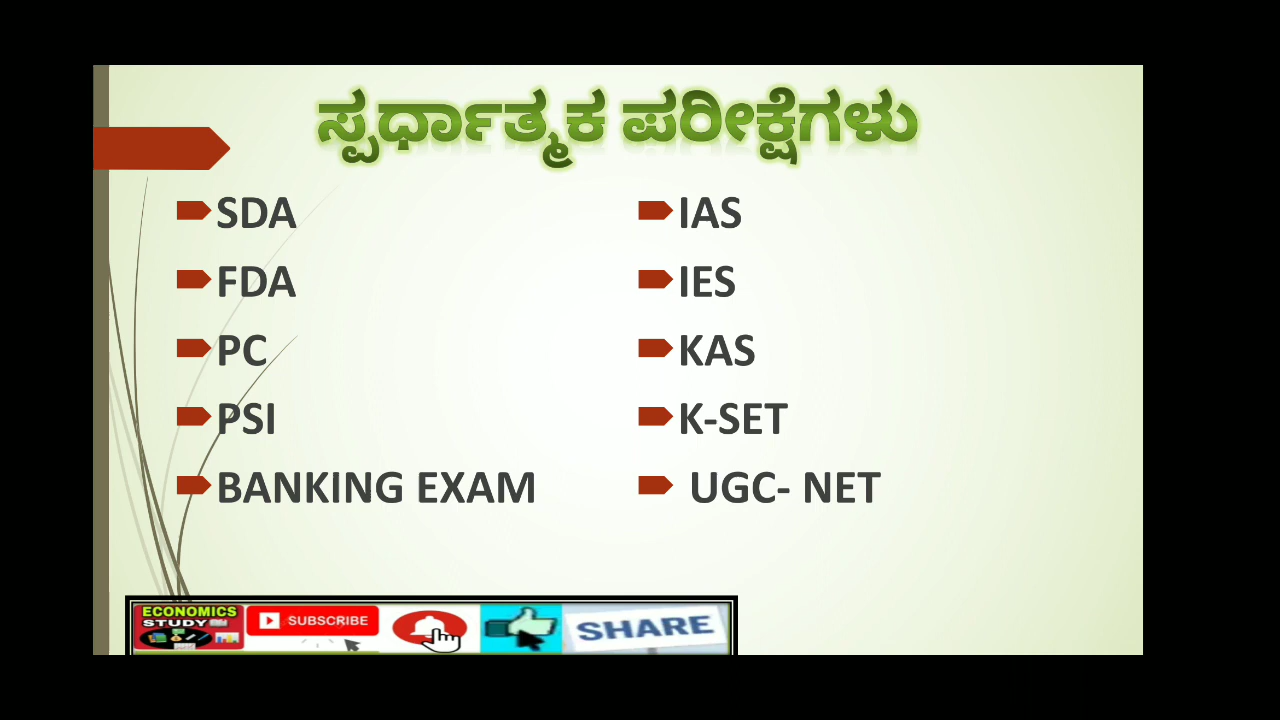 ಸ್ಪರ್ಧಾತ್ಮಕ ಪರೀಕ್ಷೆಗಳು
SDA
FDA
PC
PSI
BANKING EXAM
IAS
IES
KAS
K-SET
UGC- NET
ECONOMICS
STUDY
SUBSCRIBE
SHARE